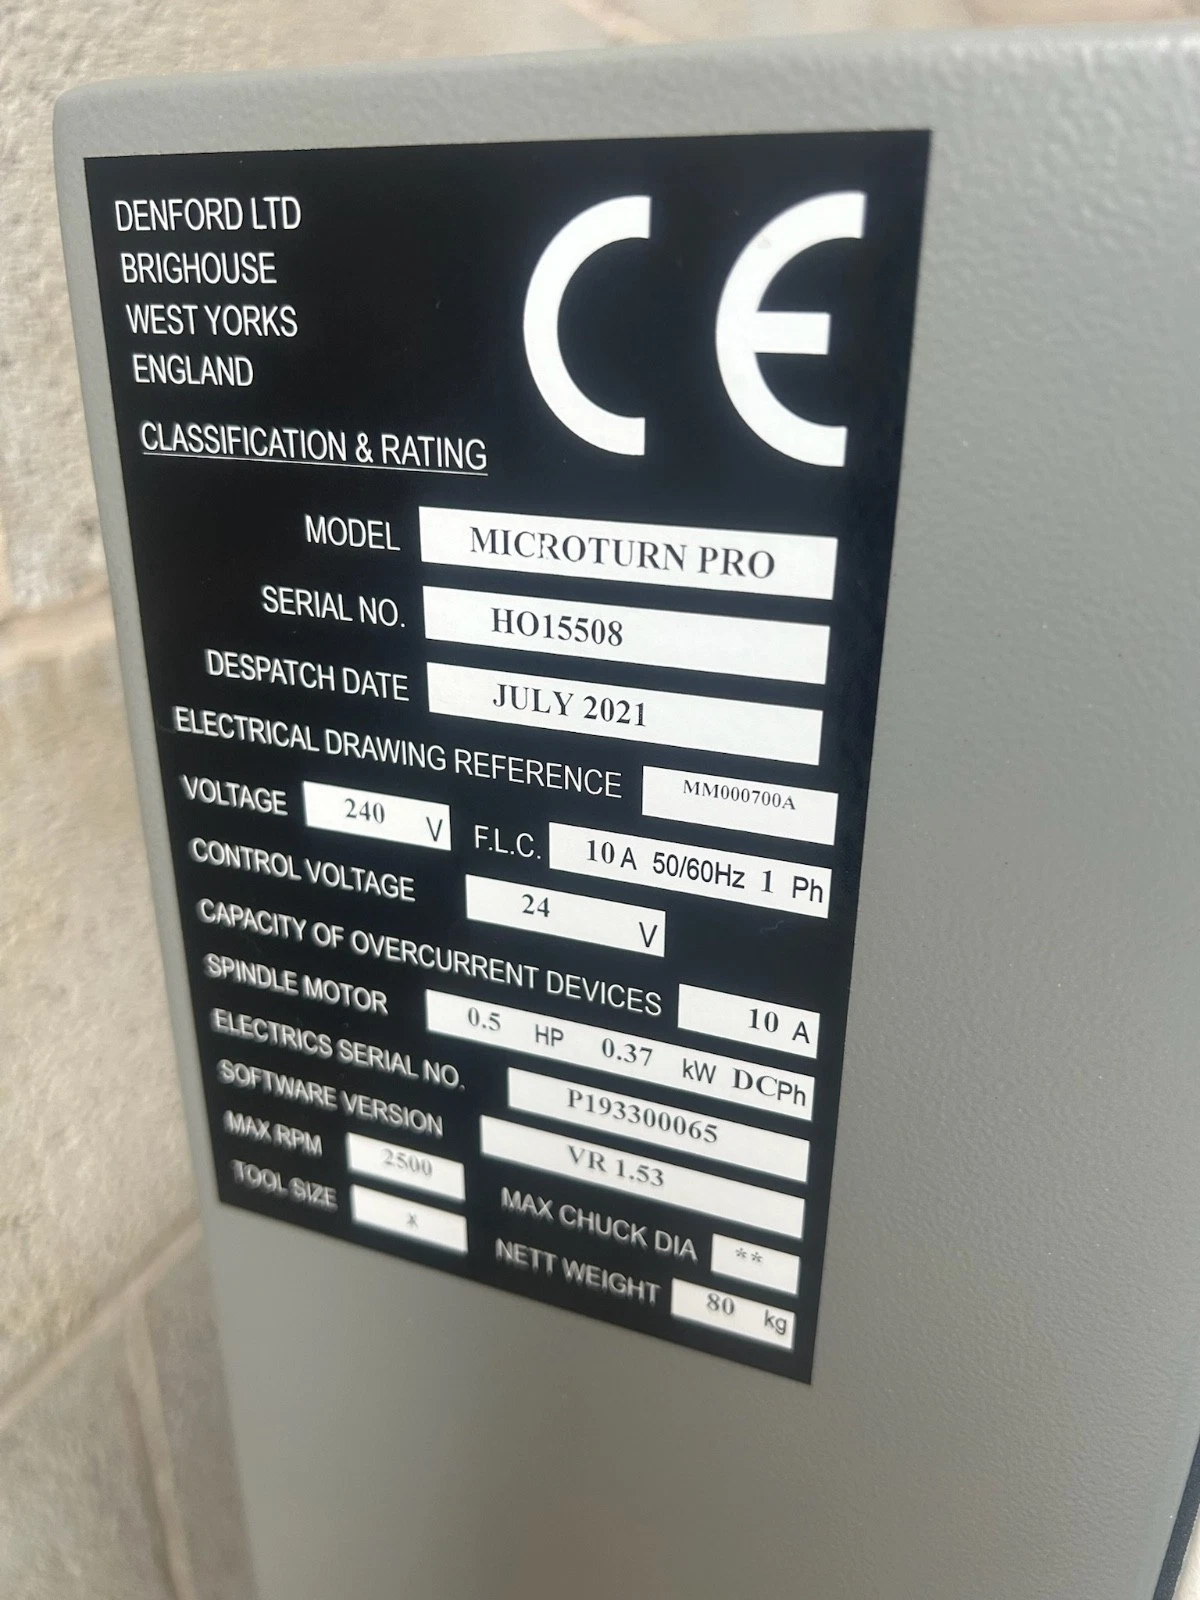 DENFORD LTD
BRIGHOUSE
WEST YORKS
ENGLAND
CE
CLASSIFICATION & RATING
MODEL MICROTURN PRO
SERIAL NO. HO15508
DESPATCH DATE JULY 2021
ELECTRICAL DRAWING REFERENCE MM000700A
VOLTAGE 240 V F.L.C. 10 A 50/60Hz 1 Ph
CONTROL VOLTAGE 24 V
CAPACITY OF OVERCURRENT DEVICES 10 A
SPINDLE MOTOR 0.5 HP 0.37 kW DC Ph
ELECTRICS SERIAL NO. P193300065
SOFTWARE VERSION VR 1.53
MAX RPM 2500 MAX CHUCK DIA **
TOOL SIZE * NETT WEIGHT 80 kg